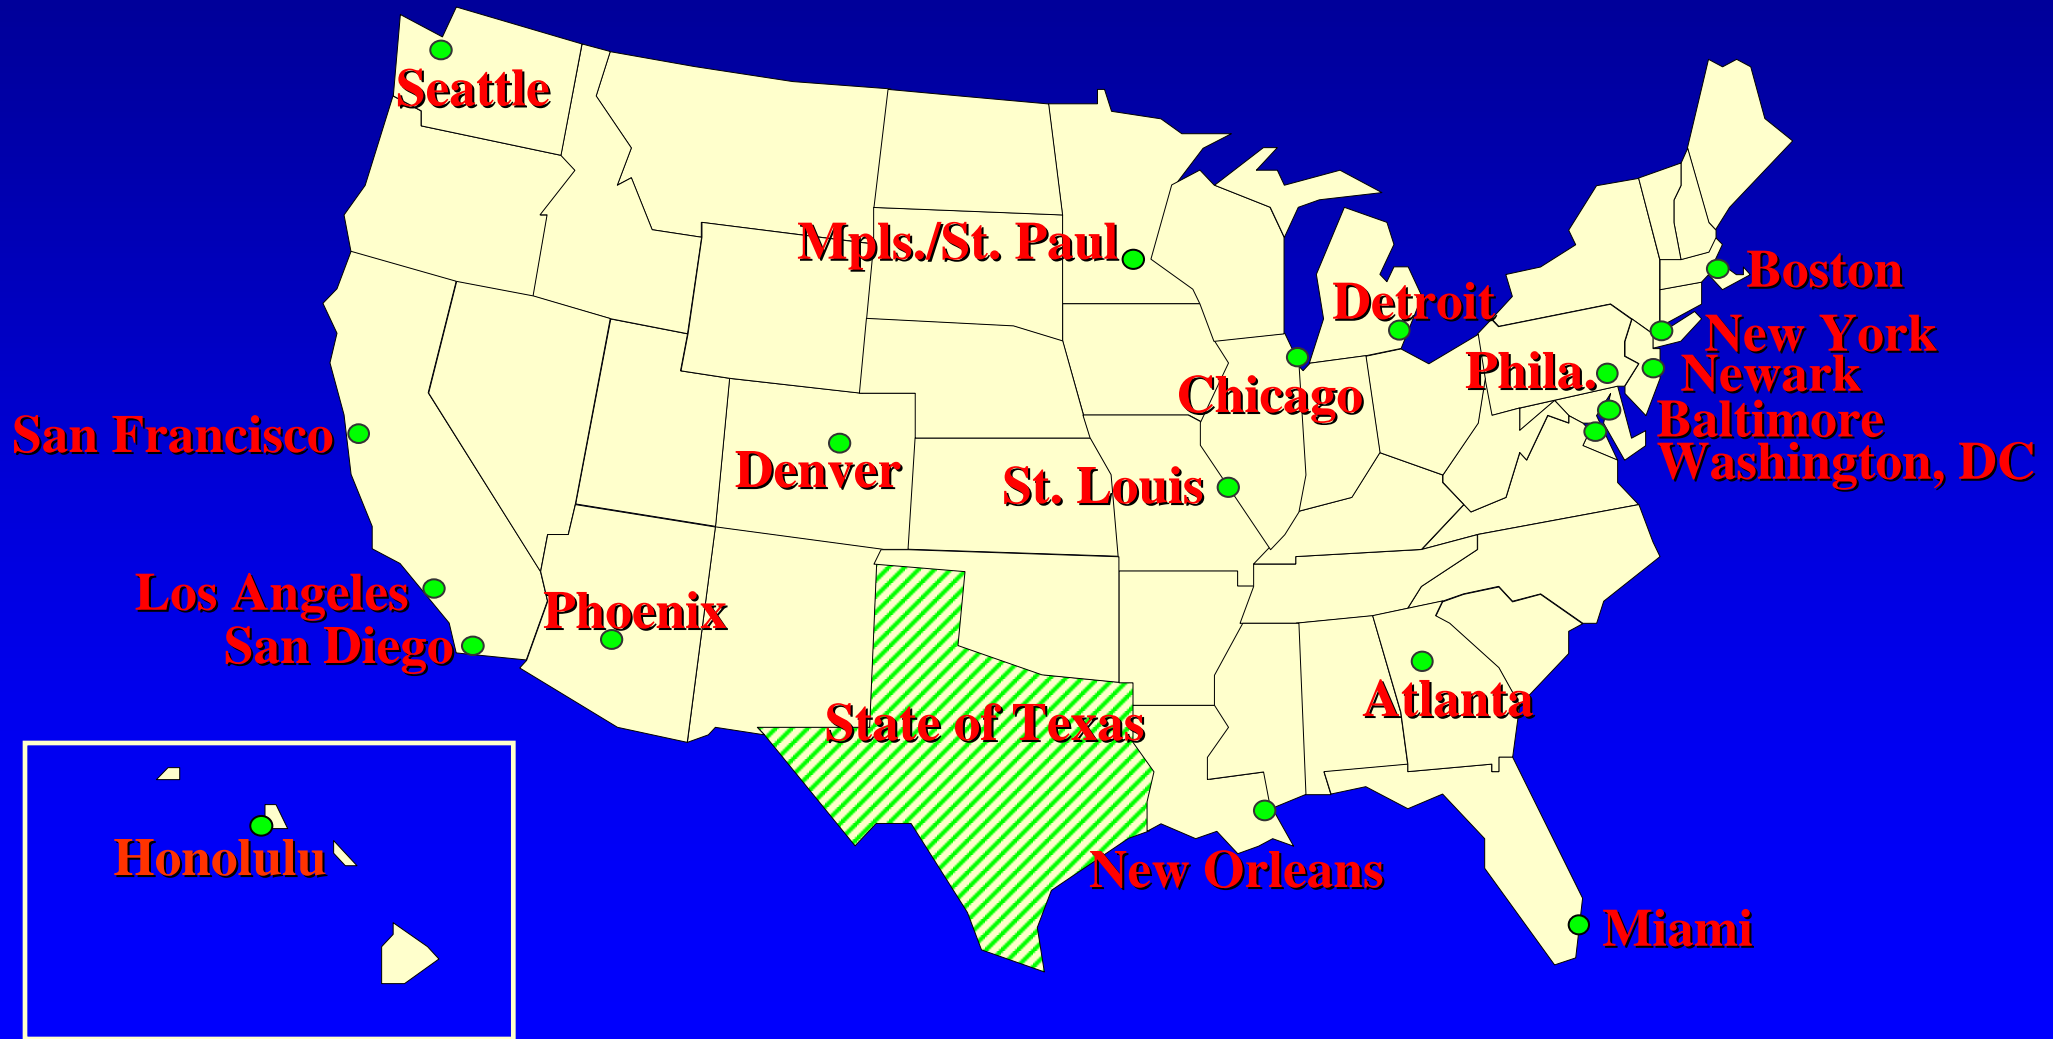 Seattle
Mpls./St. Paul
Boston
Detroit
New York
Phila.
Newark
Chicago
Baltimore
San Francisco
Denver
Washington, DC
St. Louis
Los Angeles
Phoenix
San Diego
Atlanta
State of Texas
Honolulu
New Orleans
Miami